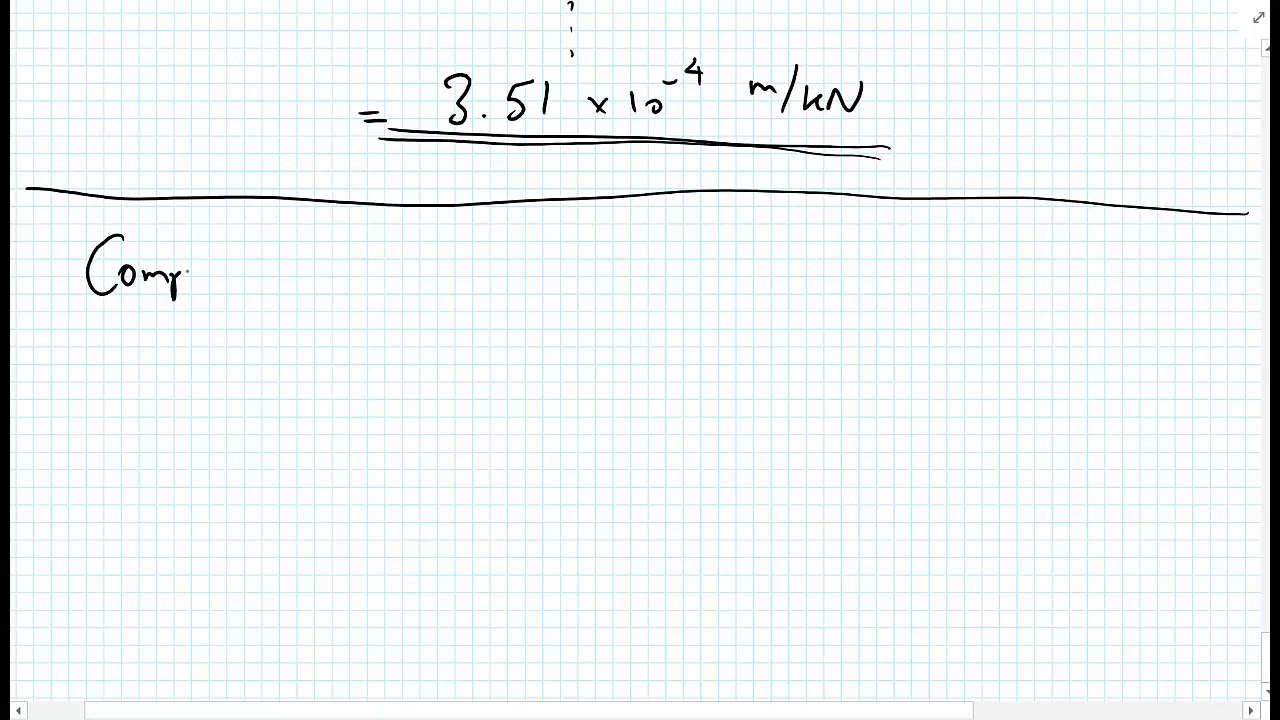 = 3.51 × 10⁻⁴ m/kN
Comp